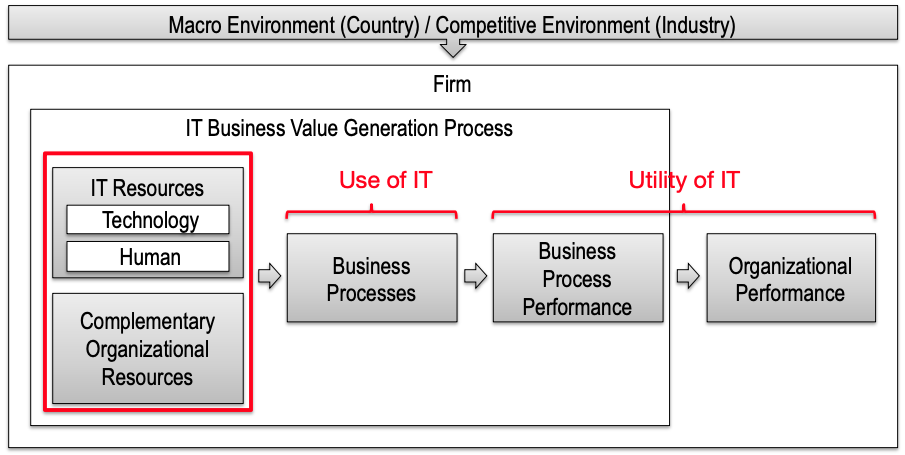 Macro Environment (Country) / Competitive Environment (Industry)
Firm
IT Business Value Generation Process
IT Resources
Technology
Human
Complementary
Organizational
Resources
Use of IT
Business
Processes
Utility of IT
Business
Process
Performance
Organizational
Performance